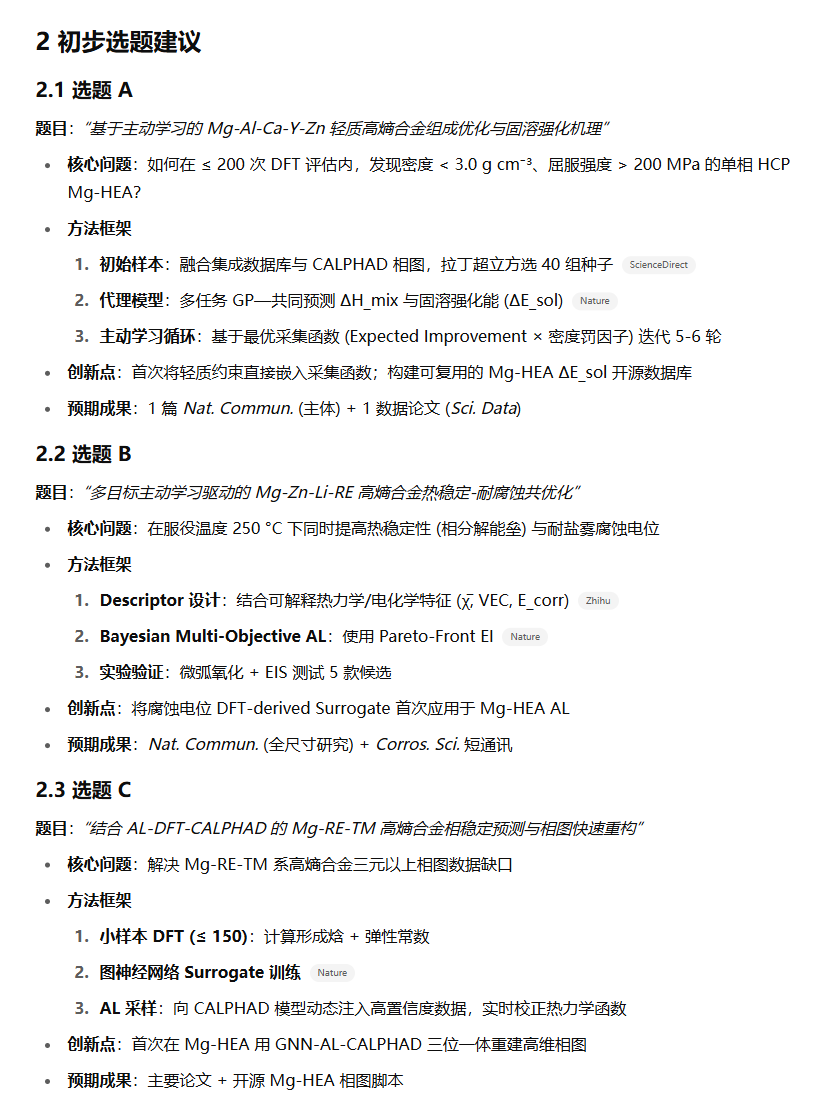 2 初步选题建议
2.1 选题 A
题目：“基于主动学习的 Mg-Al-Ca-Y-Zn 轻质高熵合金组成优化与固溶强化机理”
• 核心问题：如何在 ≤ 200 次 DFT 评估内，发现密度 < 3.0 g cm⁻³、屈服强度 > 200 MPa 的单相 HCP
Mg-HEA？
• 方法框架
1. 初始样本：融合集成数据库与 CALPHAD 相图，拉丁超立方选 40 组种子 ScienceDirect
2. 代理模型：多任务 GP—共同预测 ΔH_mix 与固溶强化能 (ΔE_sol) Nature
3. 主动学习循环：基于最优采集函数 (Expected Improvement × 密度罚因子) 迭代 5-6 轮
• 创新点：首次将轻质约束直接嵌入采集函数；构建可复用的 Mg-HEA ΔE_sol 开源数据库
• 预期成果：1 篇 Nat. Commun. (主体) + 1 数据论文 (Sci. Data)
2.2 选题 B
题目：“多目标主动学习驱动的 Mg-Zn-Li-RE 高熵合金热稳定-耐腐蚀共优化”
• 核心问题：在服役温度 250 °C 下同时提高热稳定性 (相分解能垒) 与耐盐雾腐蚀电位
• 方法框架
1. Descriptor 设计：结合可解释热力学/电化学特征 (χ̄, VEC, E_corr) Zhihu
2. Bayesian Multi-Objective AL：使用 Pareto-Front EI Nature
3. 实验验证：微弧氧化 + EIS 测试 5 款候选
• 创新点：将腐蚀电位 DFT-derived Surrogate 首次应用于 Mg-HEA AL
• 预期成果：Nat. Commun. (全尺寸研究) + Corros. Sci. 短通讯
2.3 选题 C
题目：“结合 AL-DFT-CALPHAD 的 Mg-RE-TM 高熵合金相稳定预测与相图快速重构”
• 核心问题：解决 Mg-RE-TM 系高熵合金三元以上相图数据缺口
• 方法框架
1. 小样本 DFT (≤ 150)：计算形成焓 + 弹性常数
2. 图神经网络 Surrogate 训练 Nature
3. AL 采样：向 CALPHAD 模型动态注入高置信度数据，实时校正热力学函数
• 创新点：首次在 Mg-HEA 用 GNN-AL-CALPHAD 三位一体重建高维相图
• 预期成果：主要论文 + 开源 Mg-HEA 相图脚本